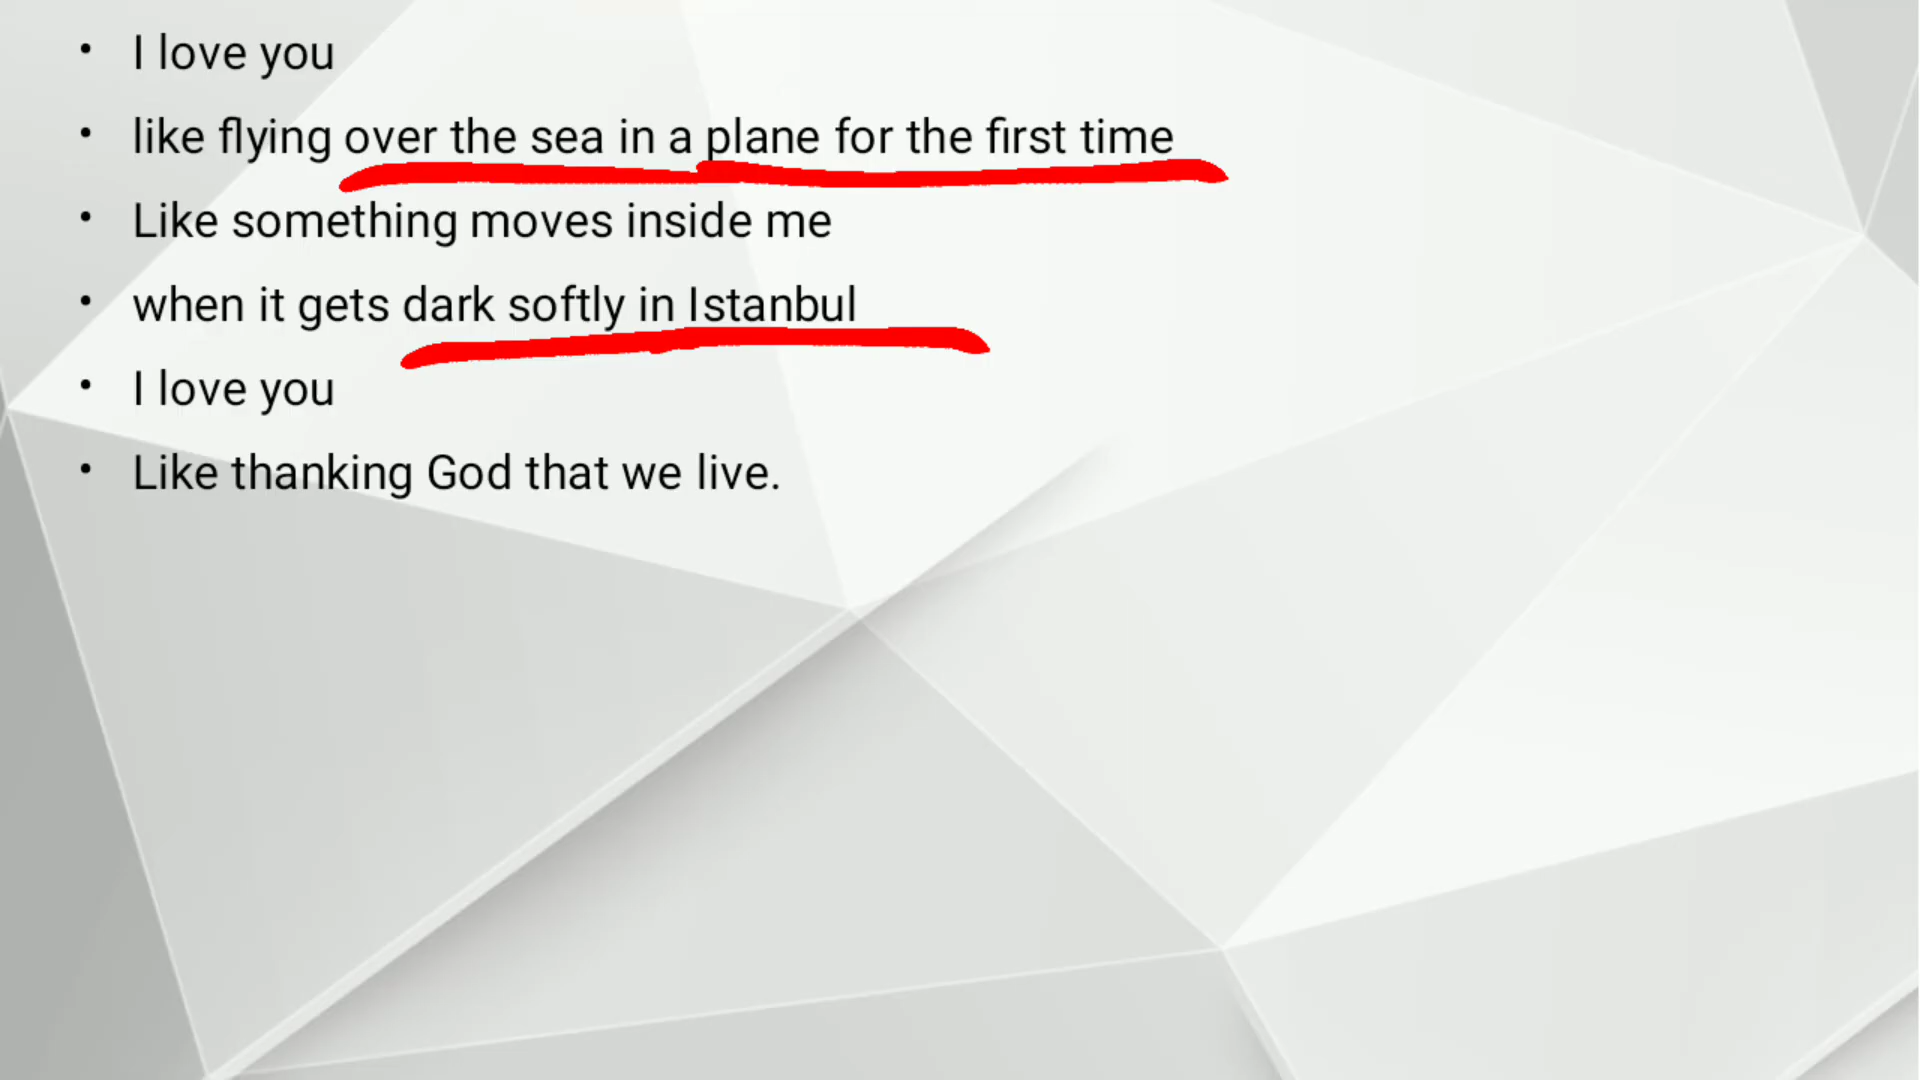 • I love you
• like flying over the sea in a plane for the first time
• Like something moves inside me
• when it gets dark softly in Istanbul
• I love you
• Like thanking God that we live.